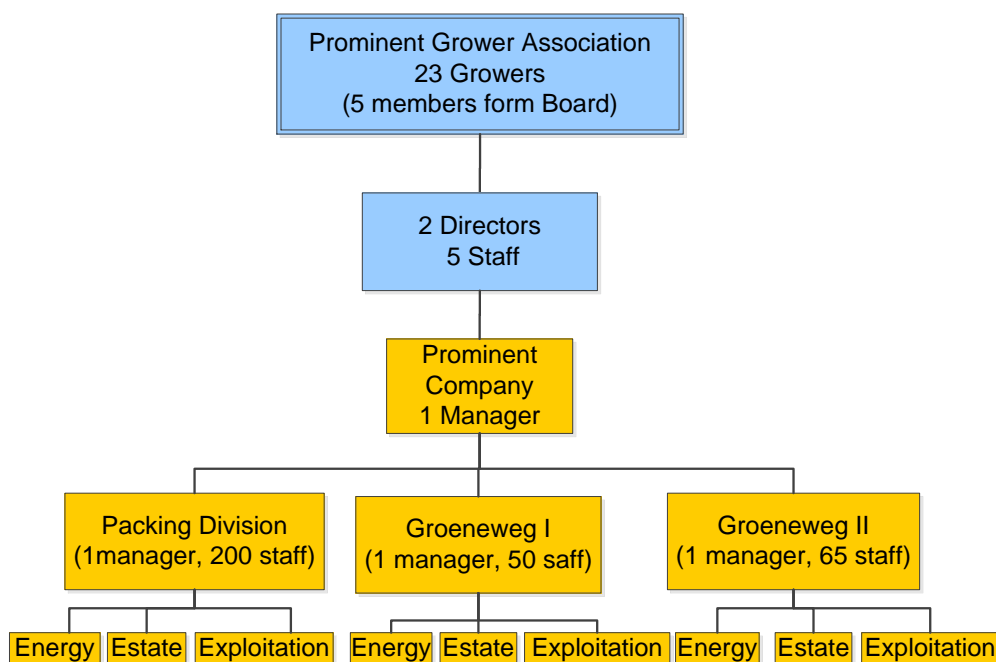 Prominent Grower Association
23 Growers
(5 members form Board)
2 Directors
5 Staff
Prominent
Company
1 Manager
Packing Division
(1manager, 200 staff)
Groeneweg I
(1 manager, 50 saff)
Groeneweg II
(1 manager, 65 staff)
Energy
Estate
Exploitation
Energy
Estate
Exploitation
Energy
Estate
Exploitation